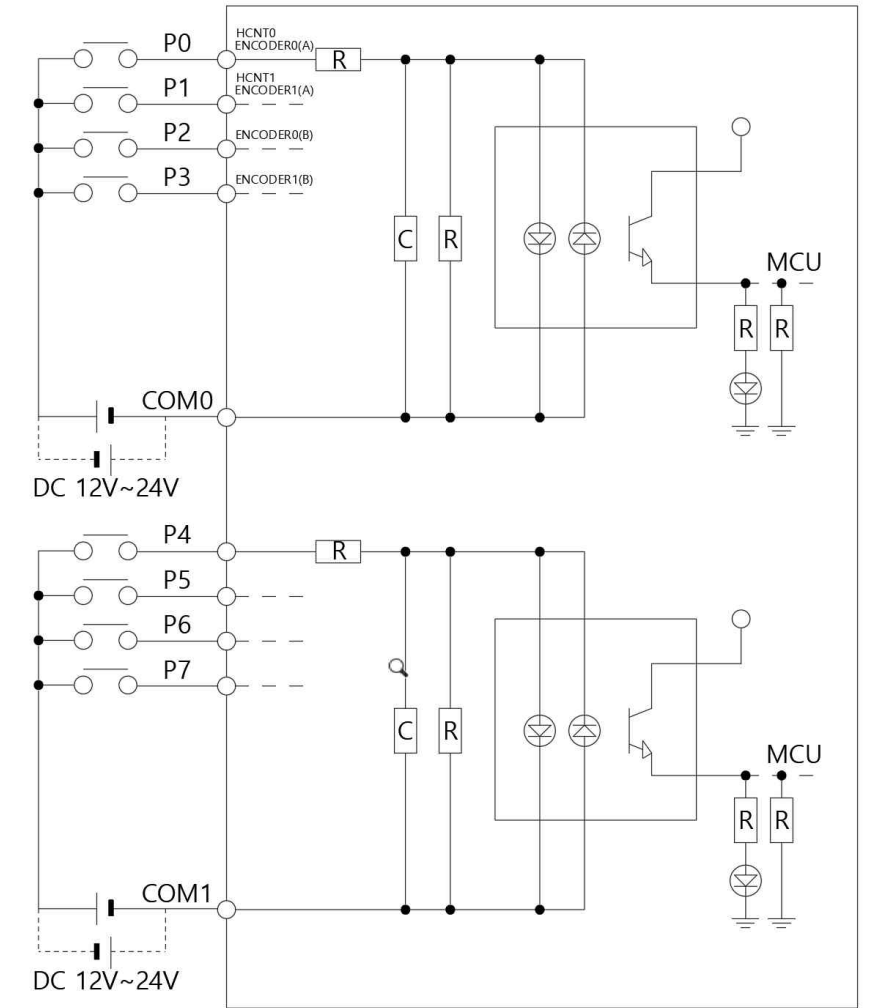 P0
HCNT0
ENCODER0(A)
R
P1
HCNT1
ENCODER1(A)
P2
ENCODER0(B)
P3
ENCODER1(B)
C
R
MCU
R
R
COM0
DC 12V~24V
P4
R
P5
P6
P7
C
R
MCU
R
R
COM1
DC 12V~24V